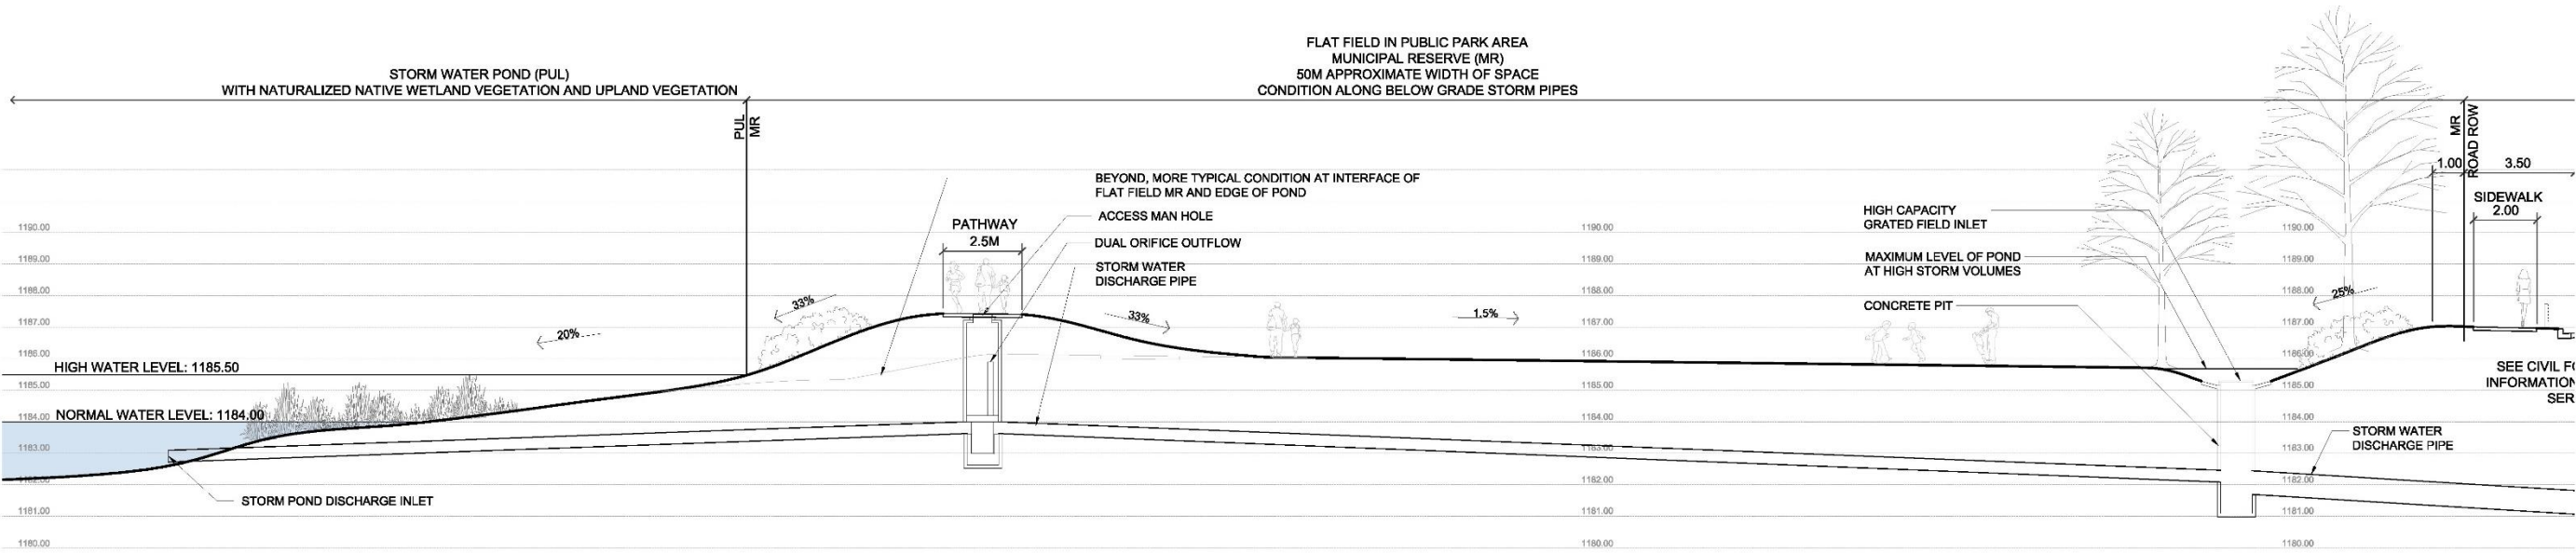 FLAT FIELD IN PUBLIC PARK AREA
MUNICIPAL RESERVE (MR)
50M APPROXIMATE WIDTH OF SPACE
CONDITION ALONG BELOW GRADE STORM PIPES
STORM WATER POND (PUL)
WITH NATURALIZED NATIVE WETLAND VEGETATION AND UPLAND VEGETATION
PUL
MR
MR
ROAD ROW
1.00
3.50
SIDEWALK
2.00
BEYOND, MORE TYPICAL CONDITION AT INTERFACE OF
FLAT FIELD MR AND EDGE OF POND
ACCESS MAN HOLE
DUAL ORIFICE OUTFLOW
STORM WATER
DISCHARGE PIPE
PATHWAY
2.5M
HIGH CAPACITY
GRATED FIELD INLET
MAXIMUM LEVEL OF POND
AT HIGH STORM VOLUMES
CONCRETE PIT
1190.00
1189.00
1188.00
1187.00
1186.00
HIGH WATER LEVEL: 1185.50
1185.00
1184.00
NORMAL WATER LEVEL: 1184.00
1183.00
1182.00
1181.00
1180.00
20%
33%
33%
1.5%
25%
1190.00
1189.00
1188.00
1187.00
1186.00
1185.00
1184.00
1183.00
1182.00
1181.00
1180.00
1190.00
1189.00
1188.00
1187.00
1186.00
1185.00
1184.00
1183.00
1182.00
1181.00
1180.00
SEE CIVIL F
INFORMATION
SER
STORM WATER
DISCHARGE PIPE
STORM POND DISCHARGE INLET